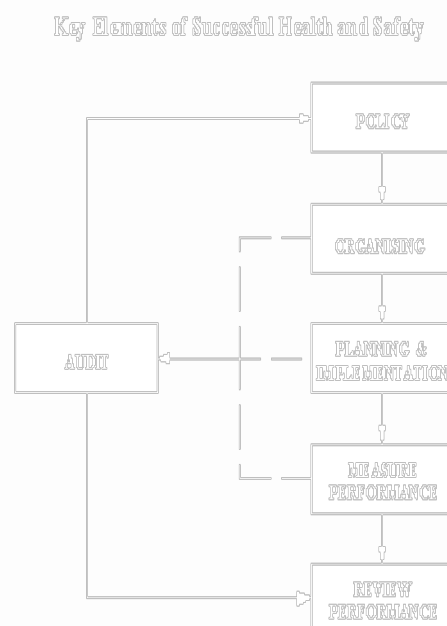 Key Elements of Successful Health and Safety
POLICY
ORGANISING
AUDIT
PLANNING &
IMPLEMENTATION
MEASURE
PERFORMANCE
REVIEW
PERFORMANCE